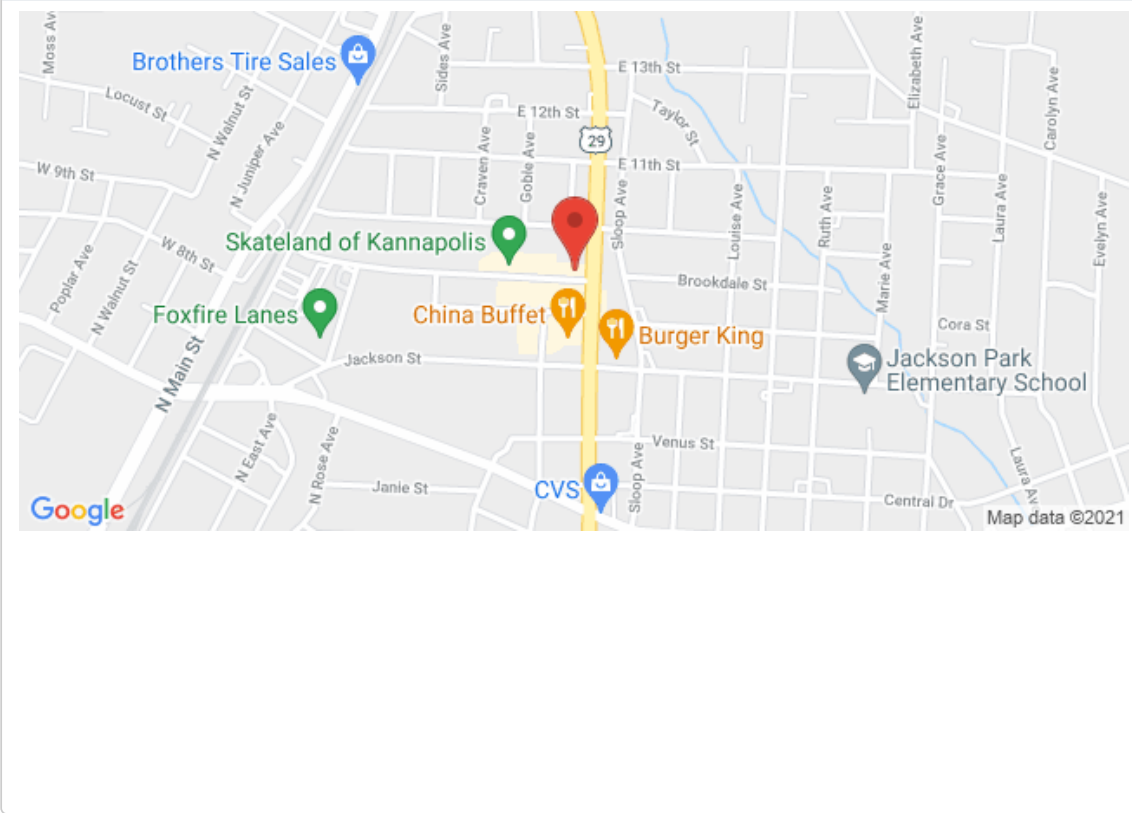 Moss Ave
Brothers Tire Sales
Sides Ave
E 13th St
Elizabeth Ave
Carolyn Ave
Locust St
N Walnut St
E 12th St
Taylor St
N Juniper Ave
29
Craven Ave
Goble Ave
E 11th St
W 9th St
Grace Ave
Laura Ave
Sloop Ave
Louise Ave
Ruth Ave
Evelyn Ave
Skateland of Kannapolis
W 8th St
Poplar Ave
N Walnut St
Brookdale St
Marie Ave
Foxfire Lanes
China Buffet
Burger King
Cora St
N Main St
Jackson St
Jackson Park
Elementary School
N East Ave
N Rose Ave
Venus St
Sloop Ave
Laura Av
Janie St
CVS
Central Dr
Google
Map data ©2021